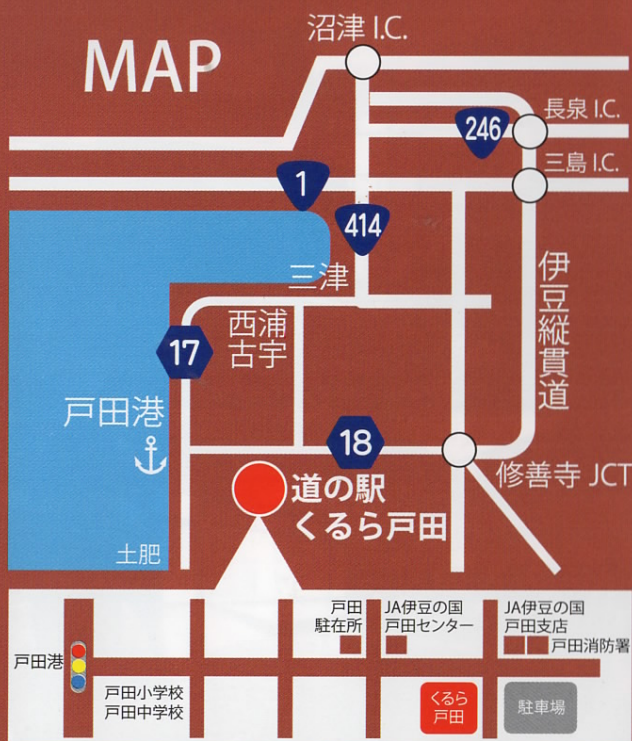 沼津 I.C.
MAP
長泉 I.C.
246
三島 I.C.
1
414
三津
伊豆縦貫道
西浦
古宇
17
戸田港
18
修善寺 JCT
道の駅
くるら戸田
土肥
戸田
駐在所
JA伊豆の国
戸田センター
JA伊豆の国
戸田支店
戸田消防署
戸田港
戸田小学校
戸田中学校
くるら
戸田
駐車場